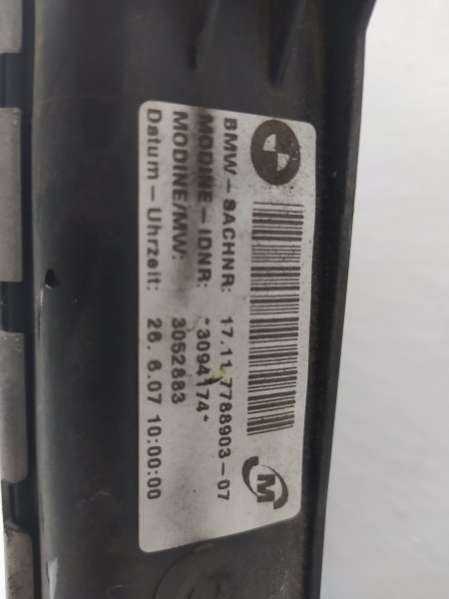 BMW-SACHNR: 17.11.7788903-07
MODINE-IDNR: *3094174*
MODINE/MW: 3052883
Datum-Uhrzeit: 26. 6.07 10:00:00
M